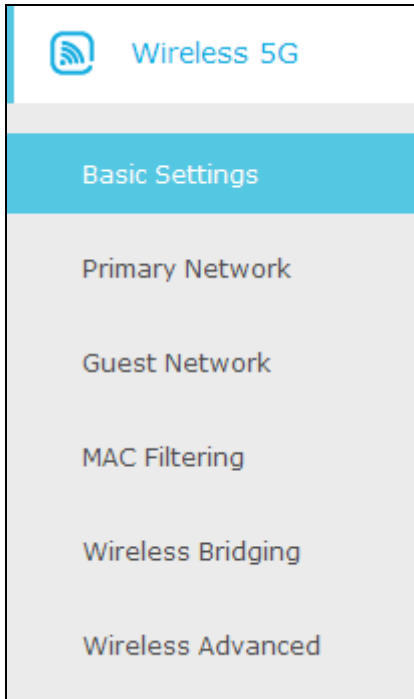 Wireless 5G
Basic Settings
Primary Network
Guest Network
MAC Filtering
Wireless Bridging
Wireless Advanced